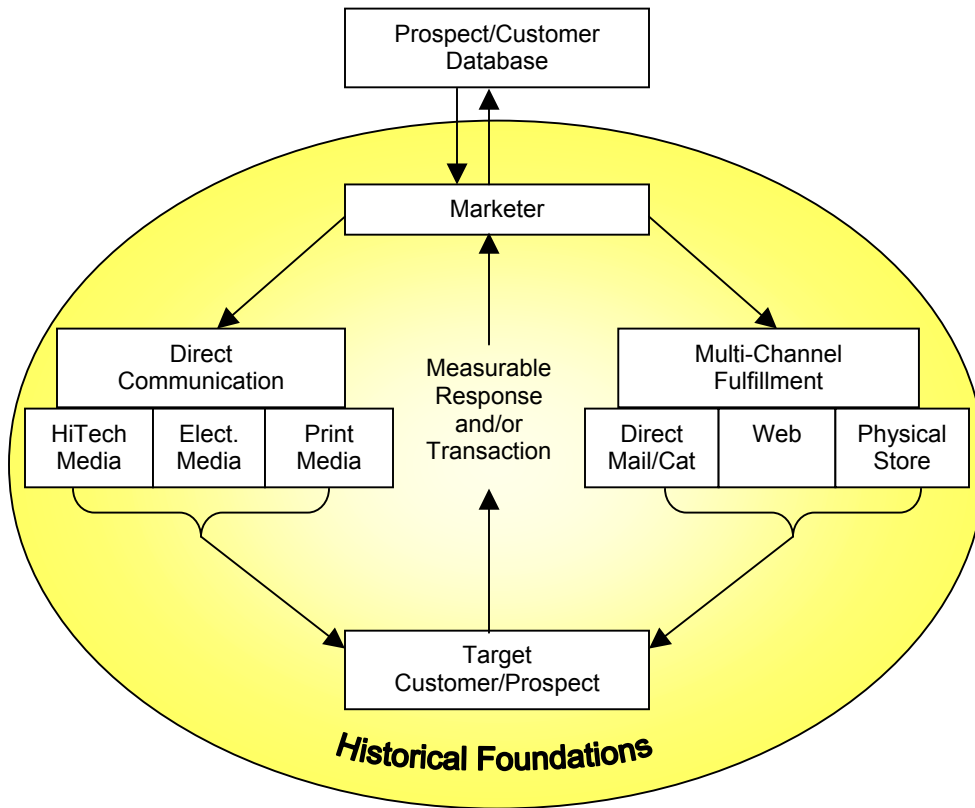 Prospect/Customer
Database
Marketer
Direct
Communication
HiTech
Media
Elect.
Media
Print
Media
Measurable
Response
and/or
Transaction
Multi-Channel
Fulfillment
Direct
Mail/Cat
Web
Physical
Store
Target
Customer/Prospect
Historical Foundations